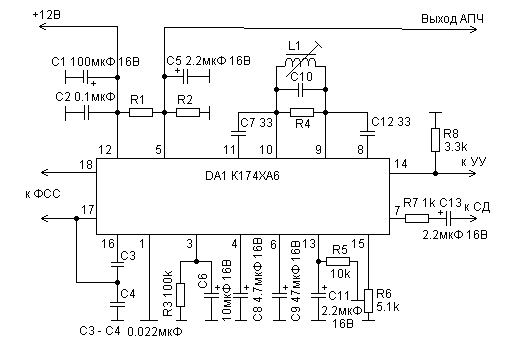 +12В
Выход АПЧ
C1 100мкФ 16В
+
C5 2.2мкФ 16В
+
L1
C10
C2 0.1мкФ
R1
R2
C7 33
R4
C12 33
R8
3.3k
12
5
11
10
9
8
18
DA1 К174ХА6
14
к УУ
к ФСС
17
7
R7 1k
C13
+
к СД
2.2мкФ 16В
16
1
3
4
6
13
15
C3
C4
R3 100k
C6
10мкФ 16В
+
C8 4.7мкФ 16В
+
C9 47мкФ 16В
+
R5
10k
+
C11
2.2мкФ
16В
R6
5.1k
C3 - C4
0.022мкФ